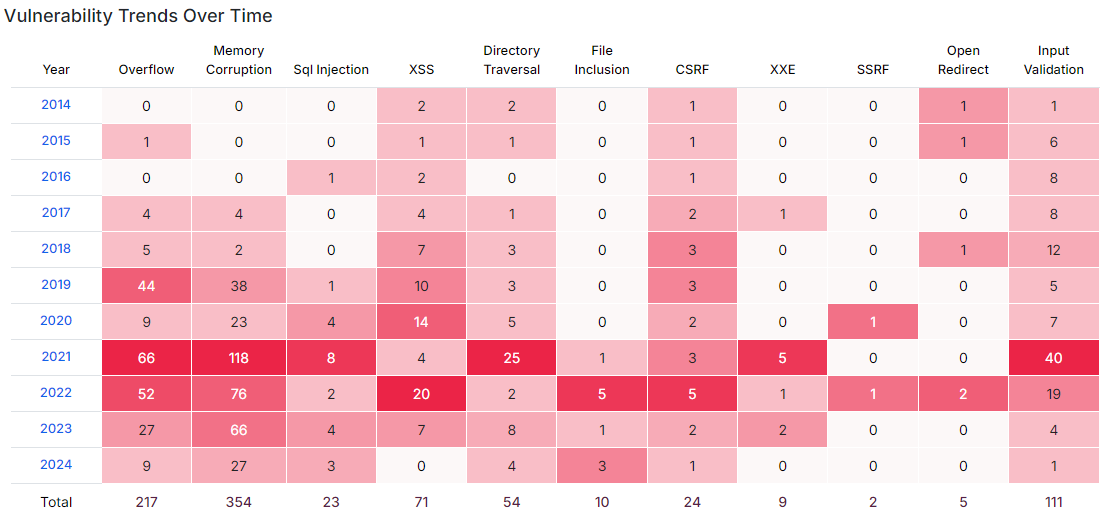 Vulnerability Trends Over Time
Year Overflow Memory Corruption Sql Injection XSS Directory Traversal File Inclusion CSRF XXE SSRF Open Redirect Input Validation
2014 0 0 0 2 2 0 1 0 0 1 1
2015 1 0 0 1 1 0 1 0 0 1 6
2016 0 0 1 2 0 0 1 0 0 0 8
2017 4 4 0 4 1 0 2 1 0 0 8
2018 5 2 0 7 3 0 3 0 0 1 12
2019 44 38 1 10 3 0 3 0 0 0 5
2020 9 23 4 14 5 0 2 0 1 0 7
2021 66 118 8 4 25 1 3 5 0 0 40
2022 52 76 2 20 2 5 5 1 1 2 19
2023 27 66 4 7 8 1 2 2 0 0 4
2024 9 27 3 0 4 3 1 0 0 0 1
Total 217 354 23 71 54 10 24 9 2 5 111